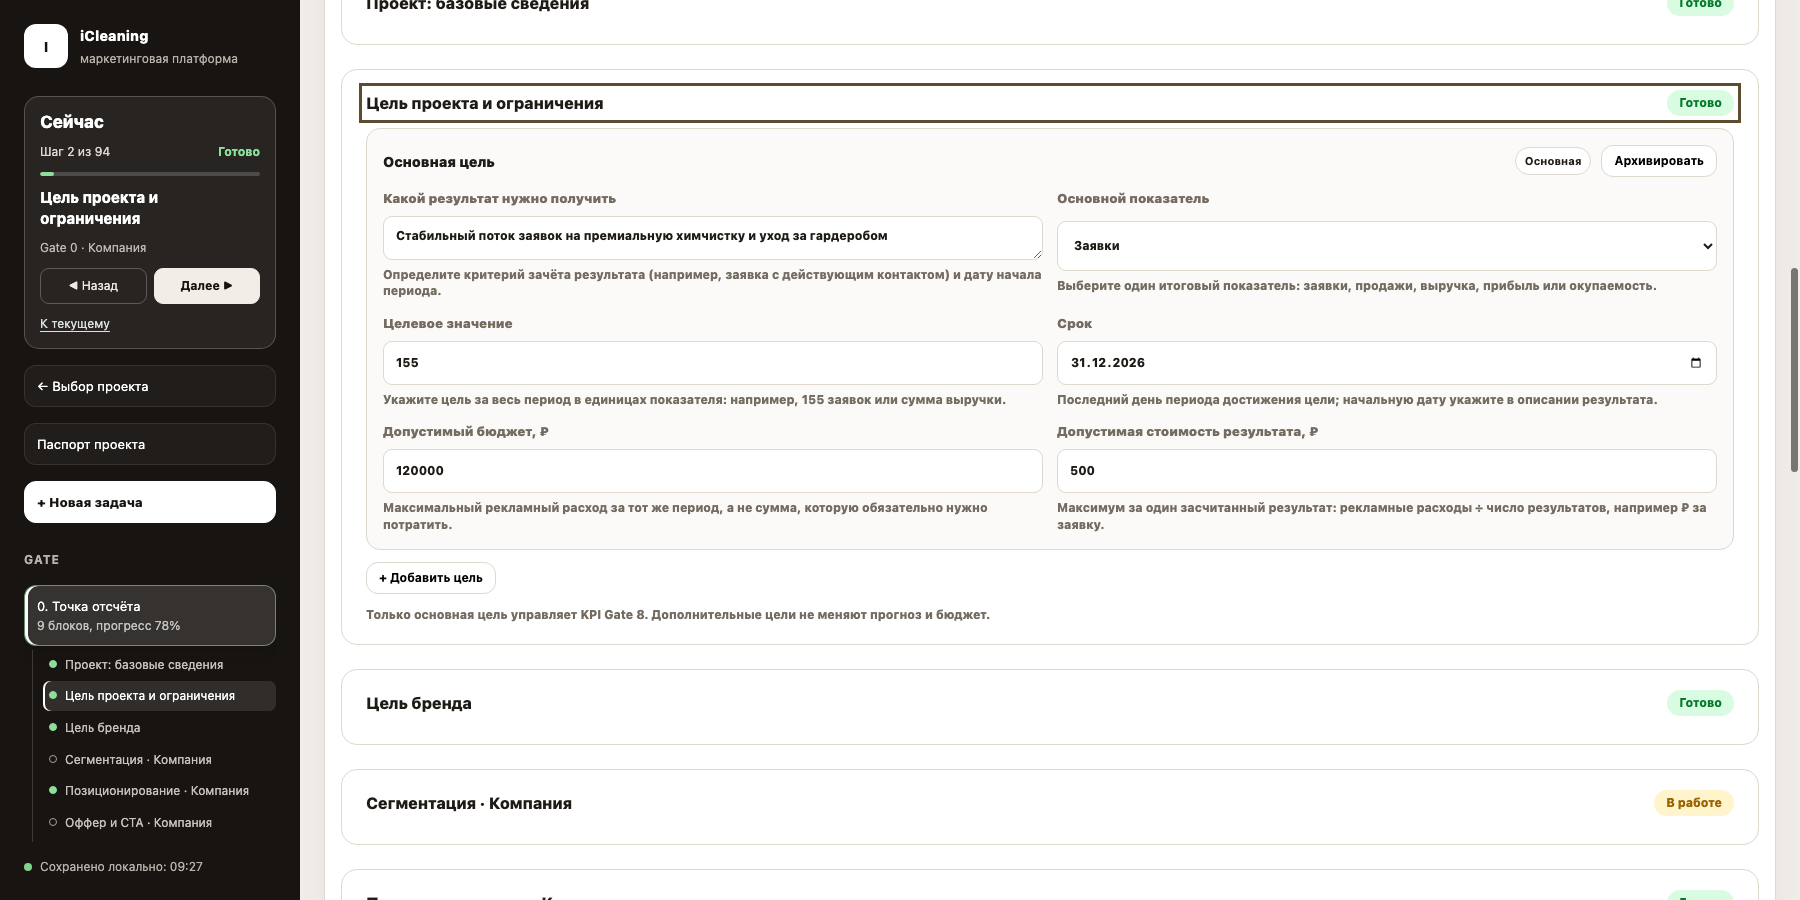 I
iCleaning
маркетинговая платформа
Сейчас
Шаг 2 из 94
Готово
Цель проекта и
ограничения
Gate 0 · Компания
◀ Назад
Далее ▶
К текущему
← Выбор проекта
Паспорт проекта
+ Новая задача
GATE
0. Точка отсчёта
9 блоков, прогресс 78%
Проект: базовые сведения
Цель проекта и ограничения
Цель бренда
Сегментация · Компания
Позиционирование · Компания
Оффер и CTA · Компания
Сохранено локально: 09:27
Проект: базовые сведения
Готово
Цель проекта и ограничения
Готово
Основная цель
Основная
Архивировать
Какой результат нужно получить
Стабильный поток заявок на премиальную химчистку и уход за гардеробом
Определите критерий зачёта результата (например, заявка с действующим контактом) и дату начала
периода.
Основной показатель
Заявки
Выберите один итоговый показатель: заявки, продажи, выручка, прибыль или окупаемость.
Целевое значение
155
Укажите цель за весь период в единицах показателя: например, 155 заявок или сумма выручки.
Срок
31.12.2026
Последний день периода достижения цели; начальную дату укажите в описании результата.
Допустимый бюджет, ₽
120000
Максимальный рекламный расход за тот же период, а не сумма, которую обязательно нужно
потратить.
Допустимая стоимость результата, ₽
500
Максимум за один засчитанный результат: рекламные расходы ÷ число результатов, например ₽ за
заявку.
+ Добавить цель
Только основная цель управляет KPI Gate 8. Дополнительные цели не меняют прогноз и бюджет.
Цель бренда
Готово
Сегментация · Компания
В работе